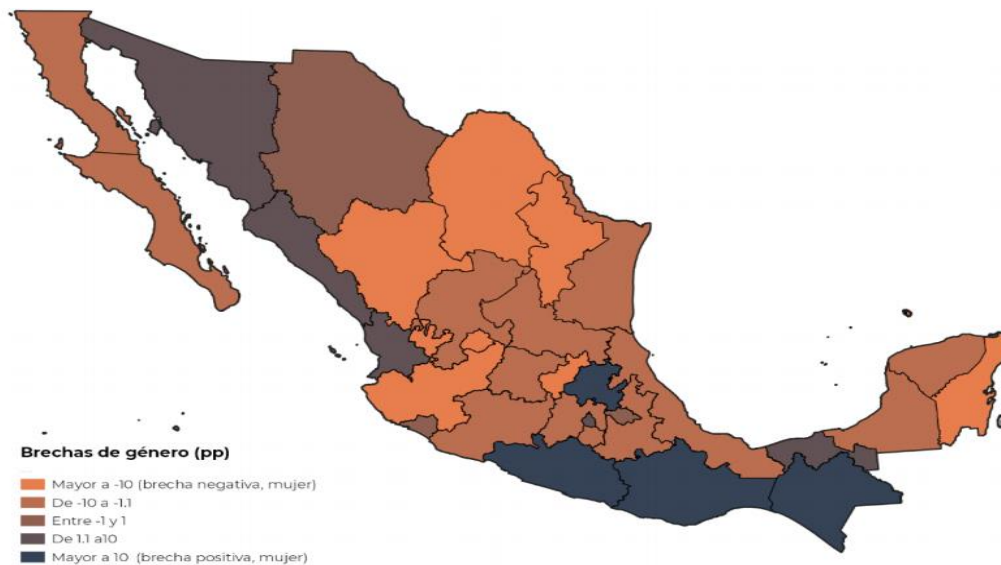 Brechas de género (pp)
Mayor a -10 (brecha negativa, mujer)
De -10 a -1.1
Entre -1 y 1
De 1.1 a10
Mayor a 10 (brecha positiva, mujer)